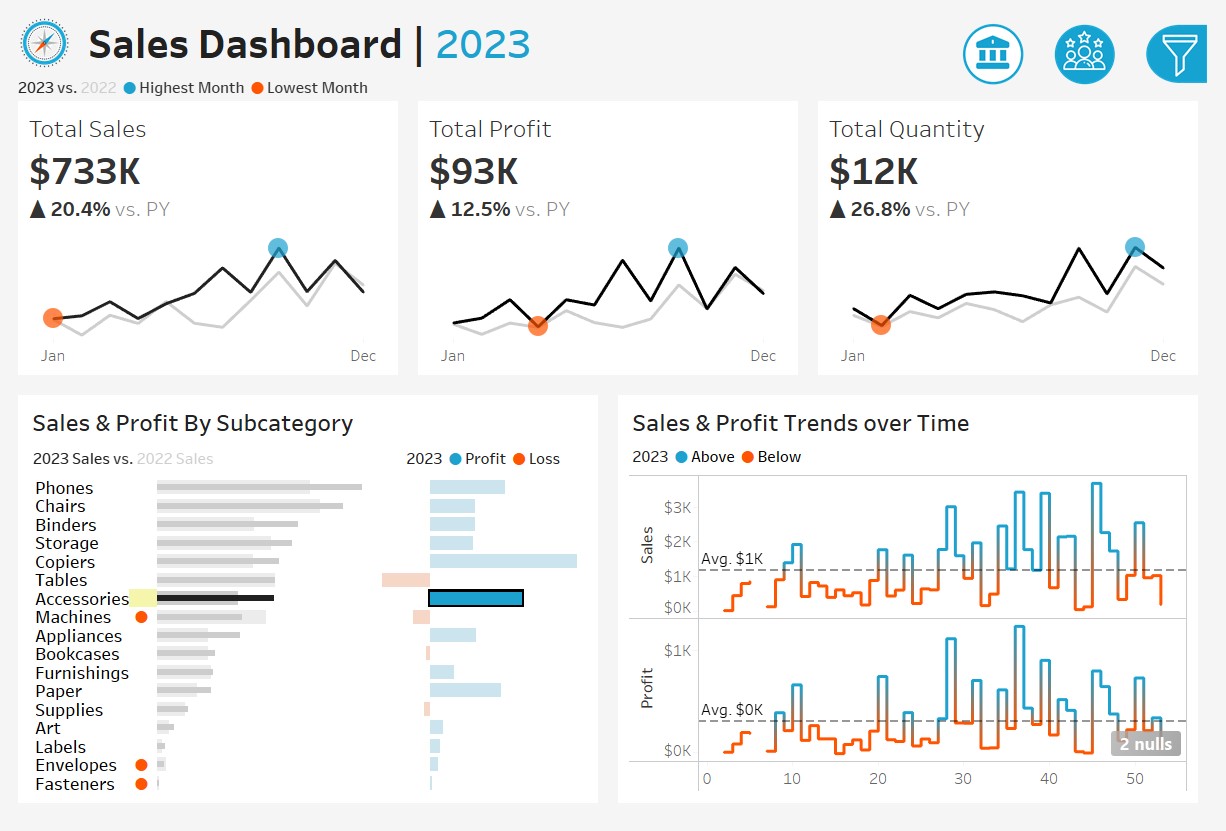 Sales Dashboard | 2023
2023 vs. 2022 Highest Month Lowest Month
Total Sales
$733K
▲ 20.4% vs. PY
Jan Dec
Total Profit
$93K
▲ 12.5% vs. PY
Jan Dec
Total Quantity
$12K
▲ 26.8% vs. PY
Jan Dec
Sales & Profit By Subcategory
2023 Sales vs. 2022 Sales
2023 Profit Loss
Phones
Chairs
Binders
Storage
Copiers
Tables
Accessories
Machines
Appliances
Bookcases
Furnishings
Paper
Supplies
Art
Labels
Envelopes
Fasteners
Sales & Profit Trends over Time
2023 Above Below
Sales
$3K
$2K
$1K
$0K
Avg. $1K
Profit
$1K
$0K
Avg. $0K
2 nulls
0 10 20 30 40 50